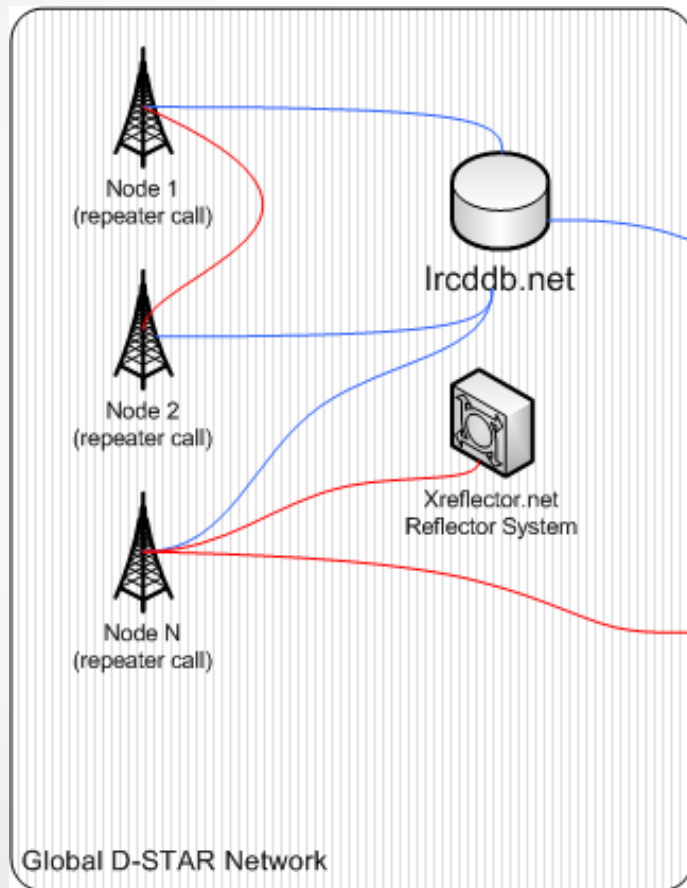 Node 1
(repeater call)
Ircddb.net
Node 2
(repeater call)
Xreflector.net
Reflector System
Node N
(repeater call)
Global D-STAR Network